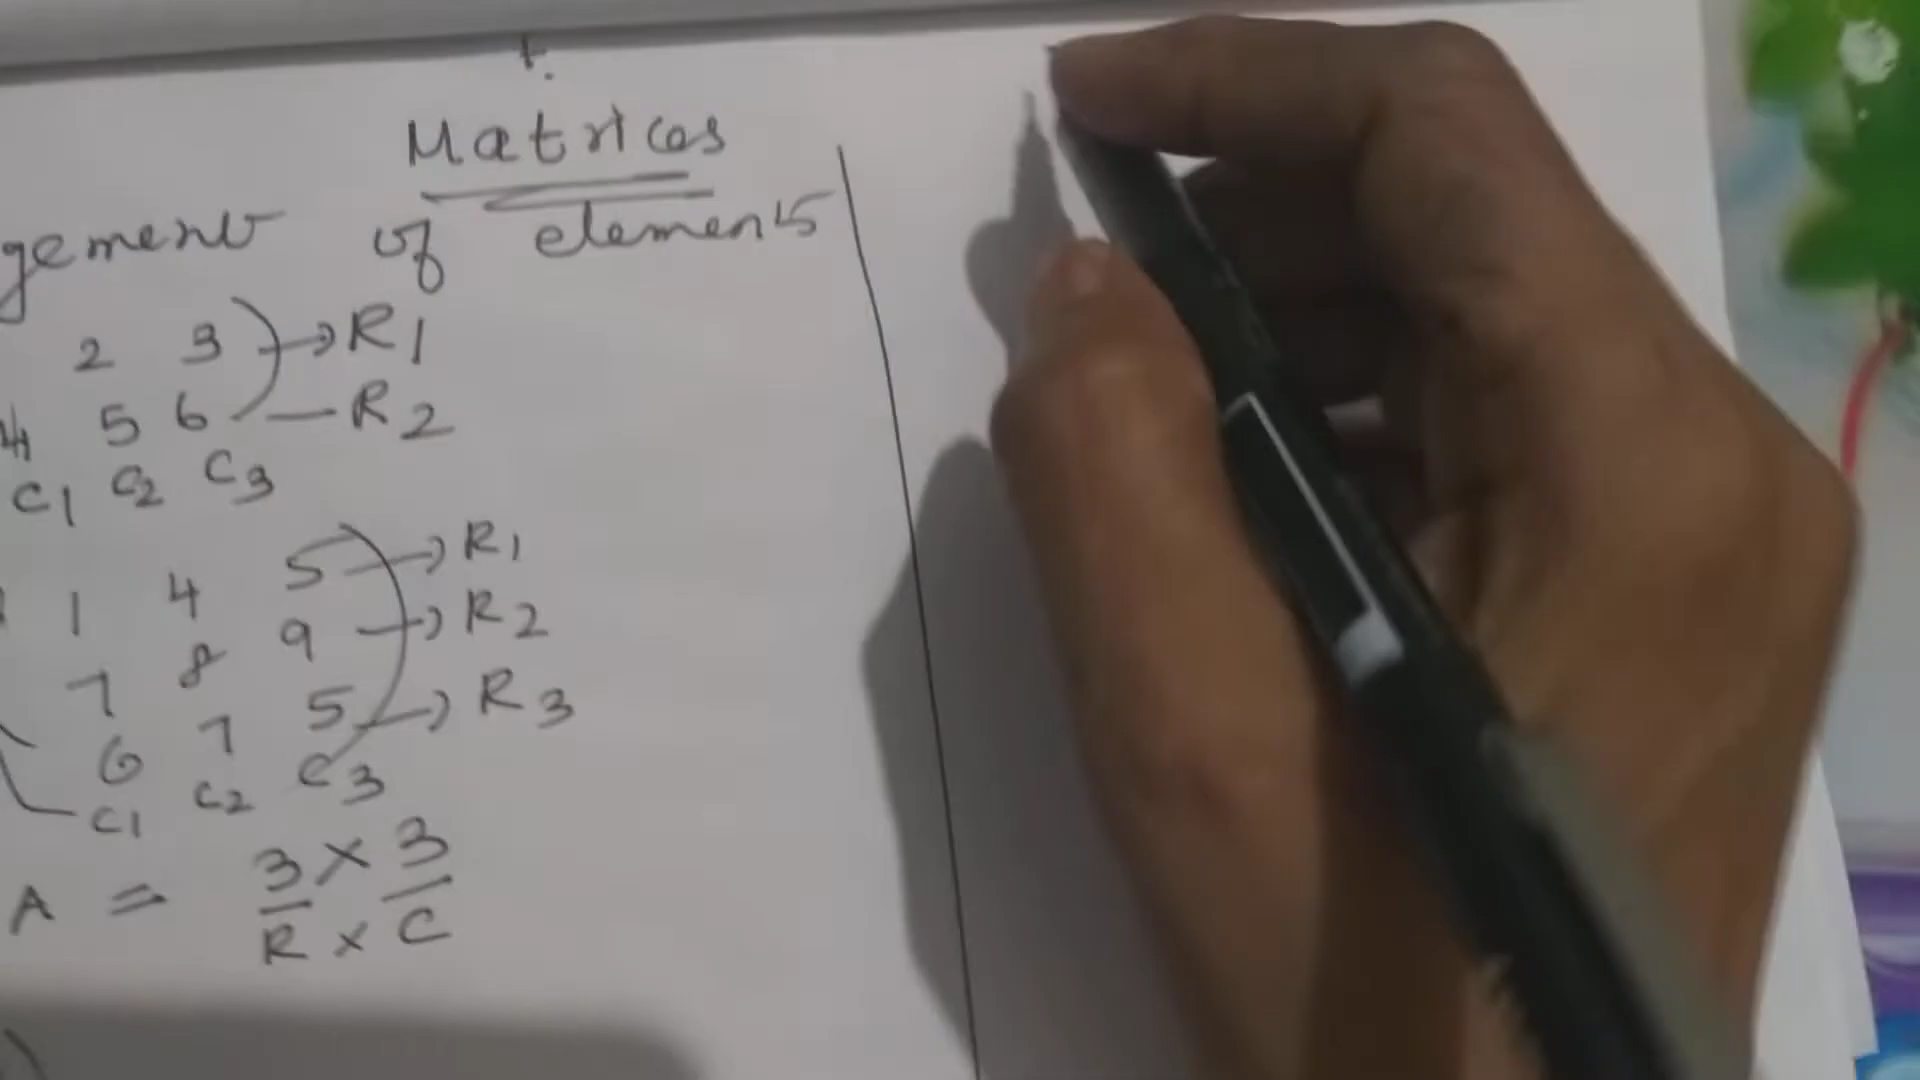 Matrices
gement of elements
2 3 → R1
4 5 6 — R2
C1 C2 C3
1 4 5 → R1
7 8 9 → R2
6 7 5 → R3
C1 C2 C3
A = 3 × 3
R × C